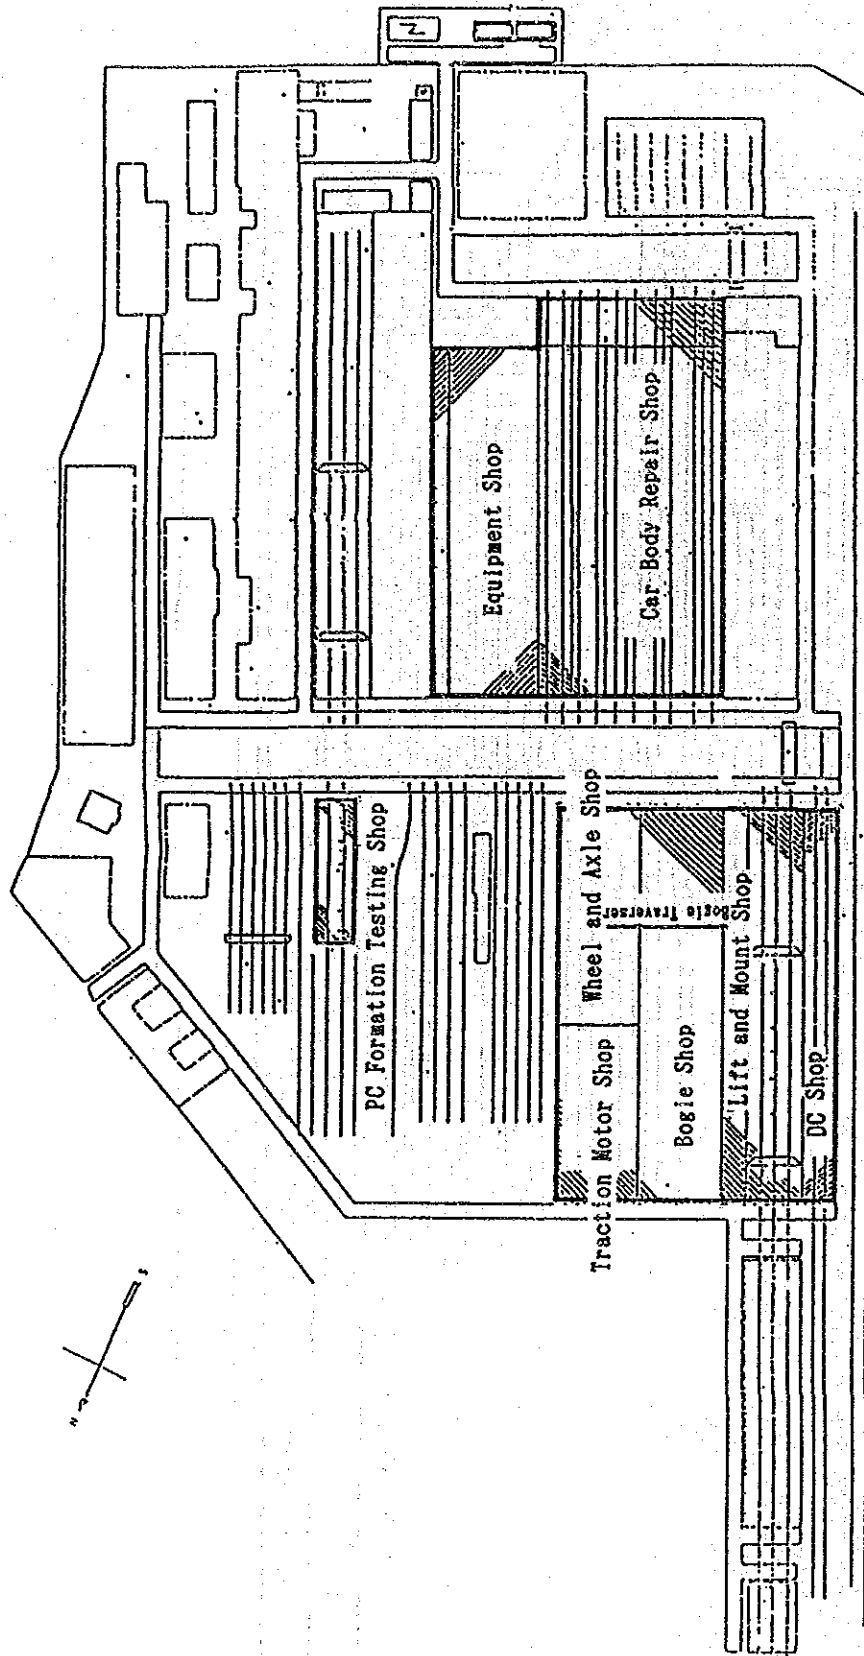 Equipment Shop
Car Body Repair Shop
PC Formation Testing Shop
Wheel and Axle Shop
Bogie Traverser
Traction Motor Shop
Bogie Shop
Lift and Mount Shop
DC Shop
N
S